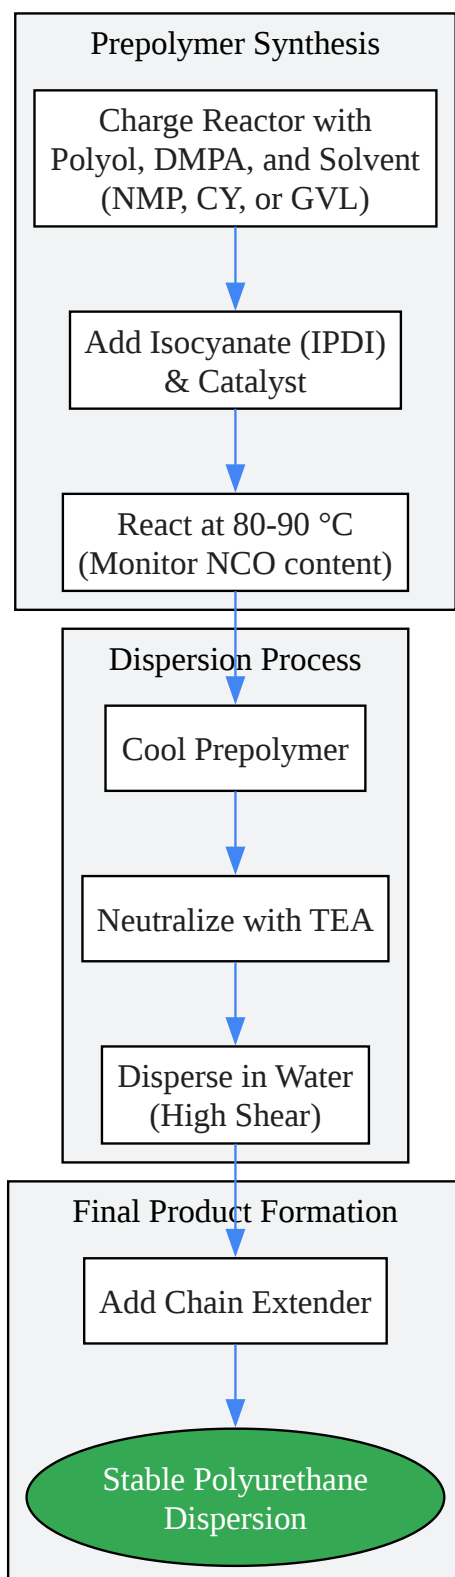 Prepolymer Synthesis
Charge Reactor with
Polyol, DMPA, and Solvent
(NMP, CY, or GVL)
Add Isocyanate (IPDI)
& Catalyst
React at 80-90 °C
(Monitor NCO content)
Dispersion Process
Cool Prepolymer
Neutralize with TEA
Disperse in Water
(High Shear)
Final Product Formation
Add Chain Extender
Stable Polyurethane
Dispersion